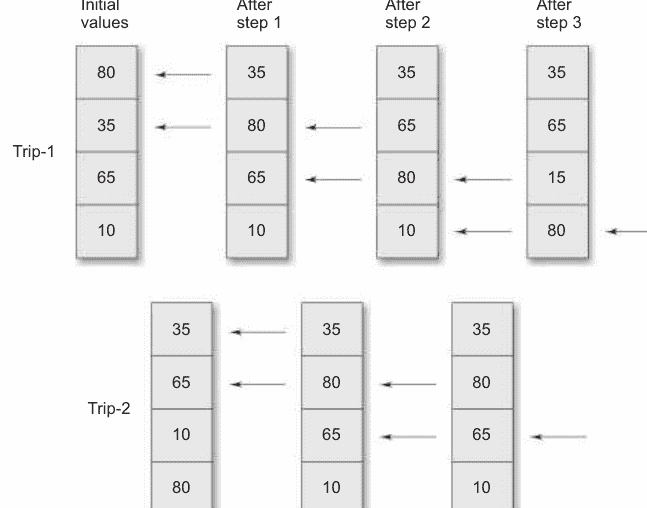 Initial After After After
values step 1 step 2 step 3
80 35 35 35
35 80 65 65
Trip-1
65 65 80 15
10 10 10 80
35 35 35
65 80 80
Trip-2
10 65 65
80 10 10